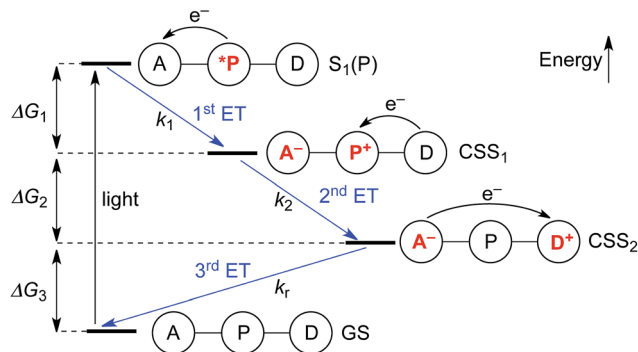 e⁻
A *P D S₁(P)
Energy
ΔG₁
k₁
1ˢᵗ ET
e⁻
A⁻ P⁺ D CSS₁
ΔG₂
light
k₂
2ⁿᵈ ET
e⁻
A⁻ P D⁺ CSS₂
3ʳᵈ ET
ΔG₃
kᵣ
A P D GS